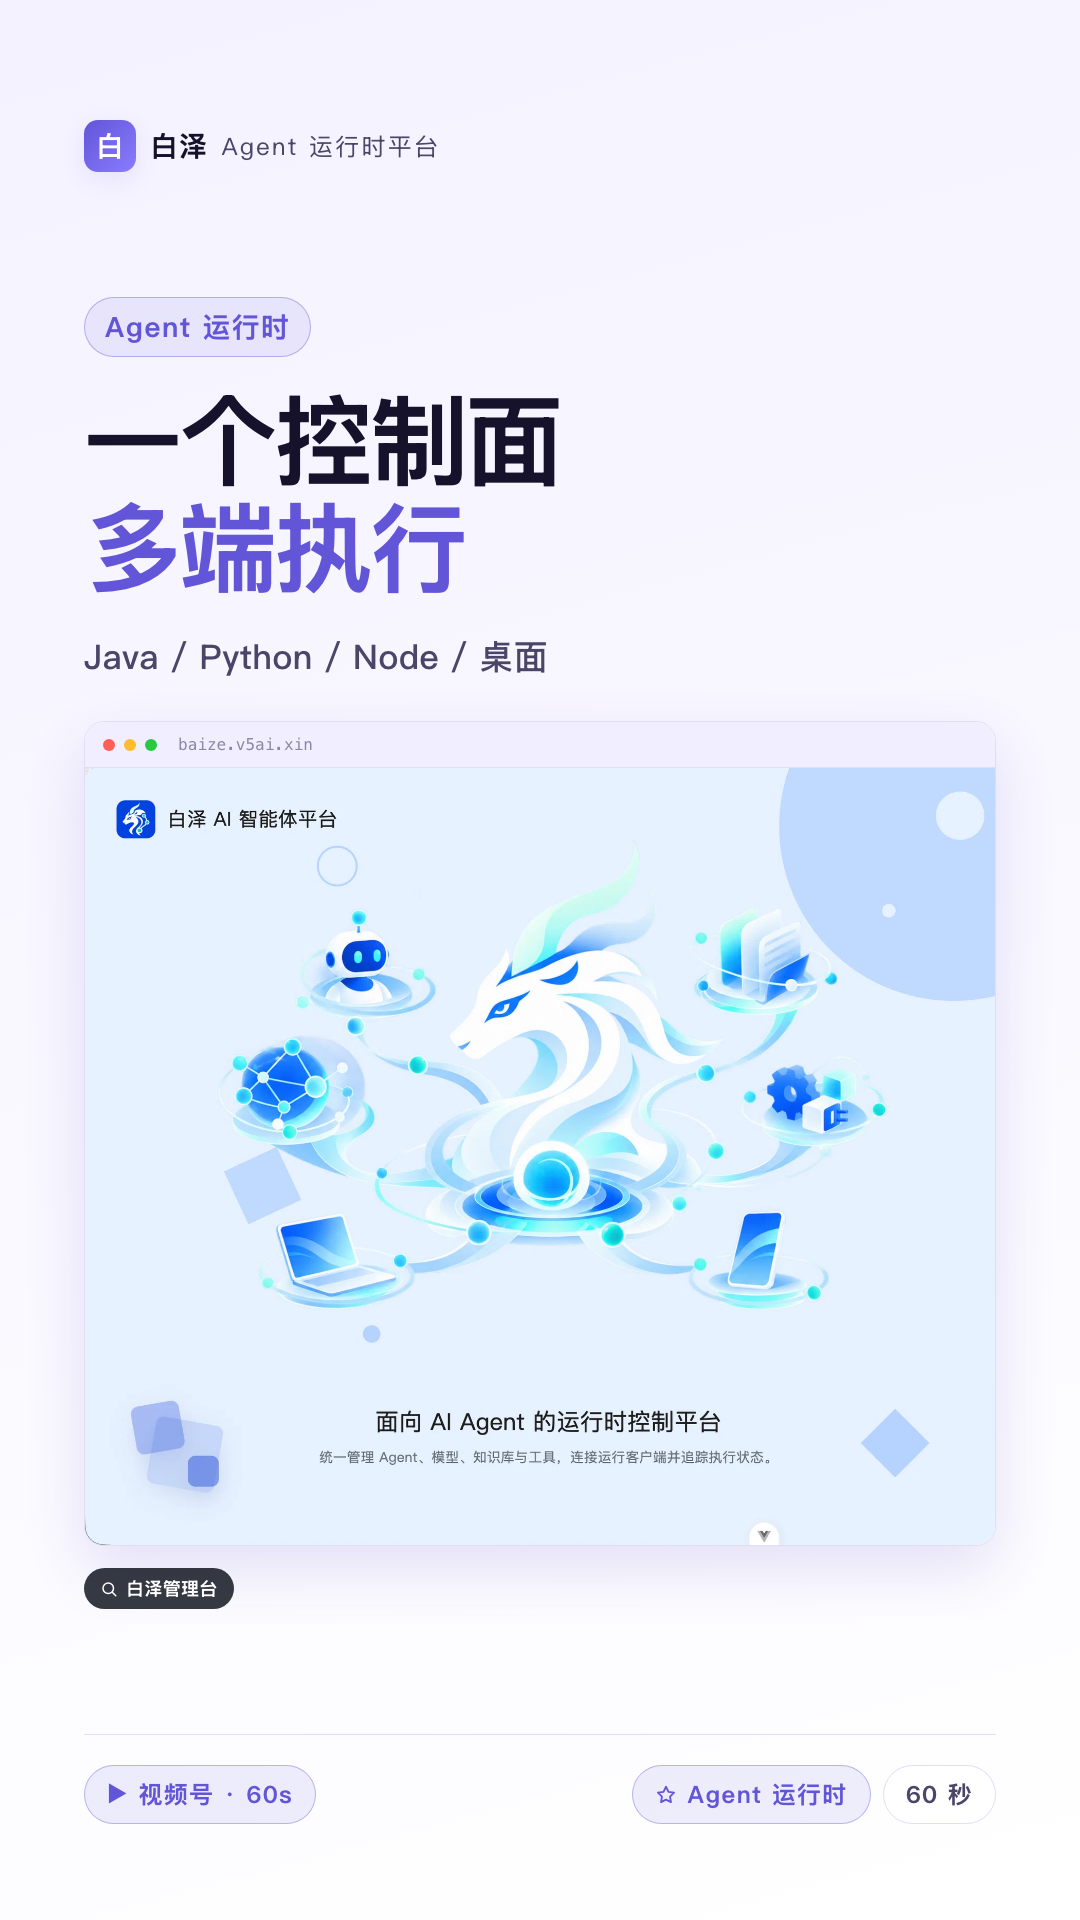 白 白泽 Agent 运行时平台
Agent 运行时
一个控制面
多端执行
Java / Python / Node / 桌面
baize.v5ai.xin
白泽 AI 智能体平台
面向 AI Agent 的运行时控制平台
统一管理 Agent、模型、知识库与工具，连接运行客户端并追踪执行状态。
白泽管理台
视频号 · 60s
Agent 运行时
60 秒